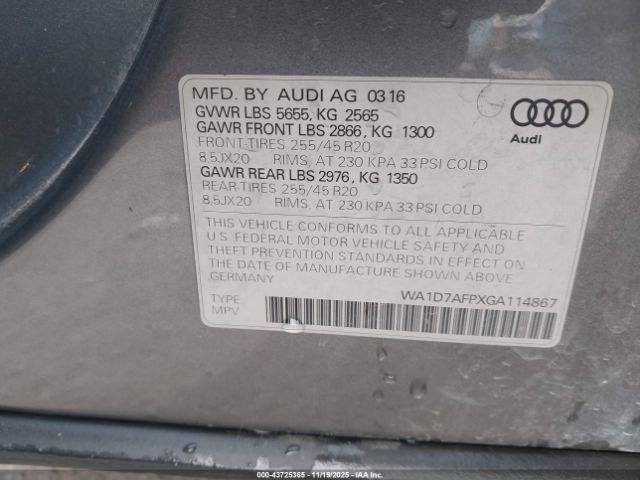 MFD. BY AUDI AG 03 16
GVWR LBS 5655, KG 2565
GAWR FRONT LBS 2866, KG 1300
FRONT-TIRES 255/45 R20
8,5JX20 RIMS, AT 230 KPA 33 PSI COLD
GAWR REAR LBS 2976, KG 1350
REAR-TIRES 255/45 R20
8,5JX20 RIMS, AT 230 KPA 33 PSI COLD
THIS VEHICLE CONFORMS TO ALL APPLICABLE
U.S. FEDERAL MOTOR VEHICLE SAFETY AND
THEFT PREVENTION STANDARDS IN EFFECT ON
THE DATE OF MANUFACTURE SHOWN ABOVE
GERMANY
Audi
WA1D7AFPXGA114867
TYPE:
MPV
© IAA
00-43725365 - 11/19/2025 - IAAI.com